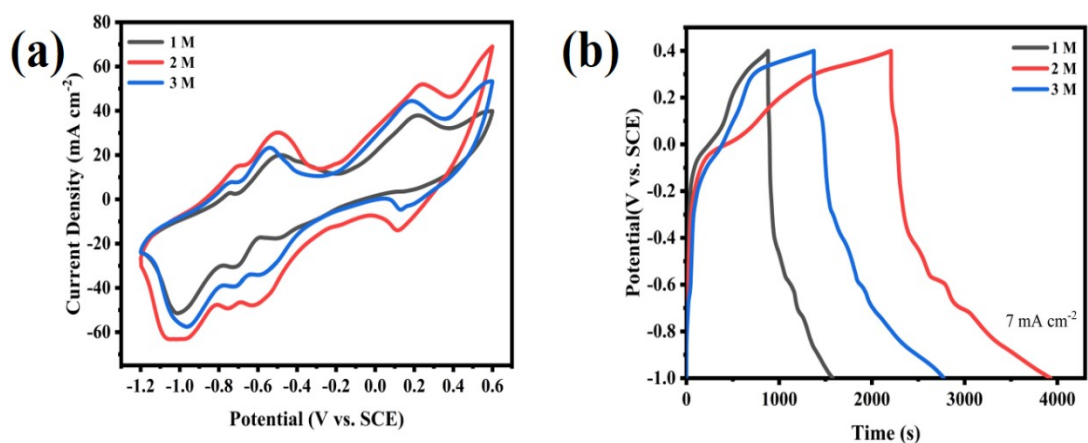 (a)
1 M
2 M
3 M
80
60
40
20
0
-20
-40
-60
Current Density (mA cm⁻²)
-1.2 -1.0 -0.8 -0.6 -0.4 -0.2 0.0 0.2 0.4 0.6
Potential (V vs. SCE)
(b)
1 M
2 M
3 M
0.4
0.2
0.0
-0.2
-0.4
-0.6
-0.8
-1.0
Potential(V vs. SCE)
7 mA cm⁻²
0 1000 2000 3000 4000
Time (s)